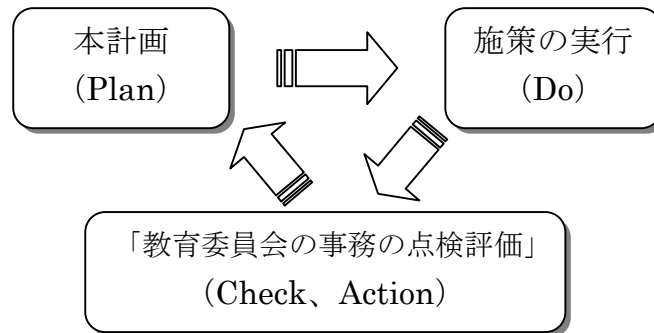 本計画
(Plan)
施策の実行
(Do)
「教育委員会の事務の点検評価」
(Check、Action)